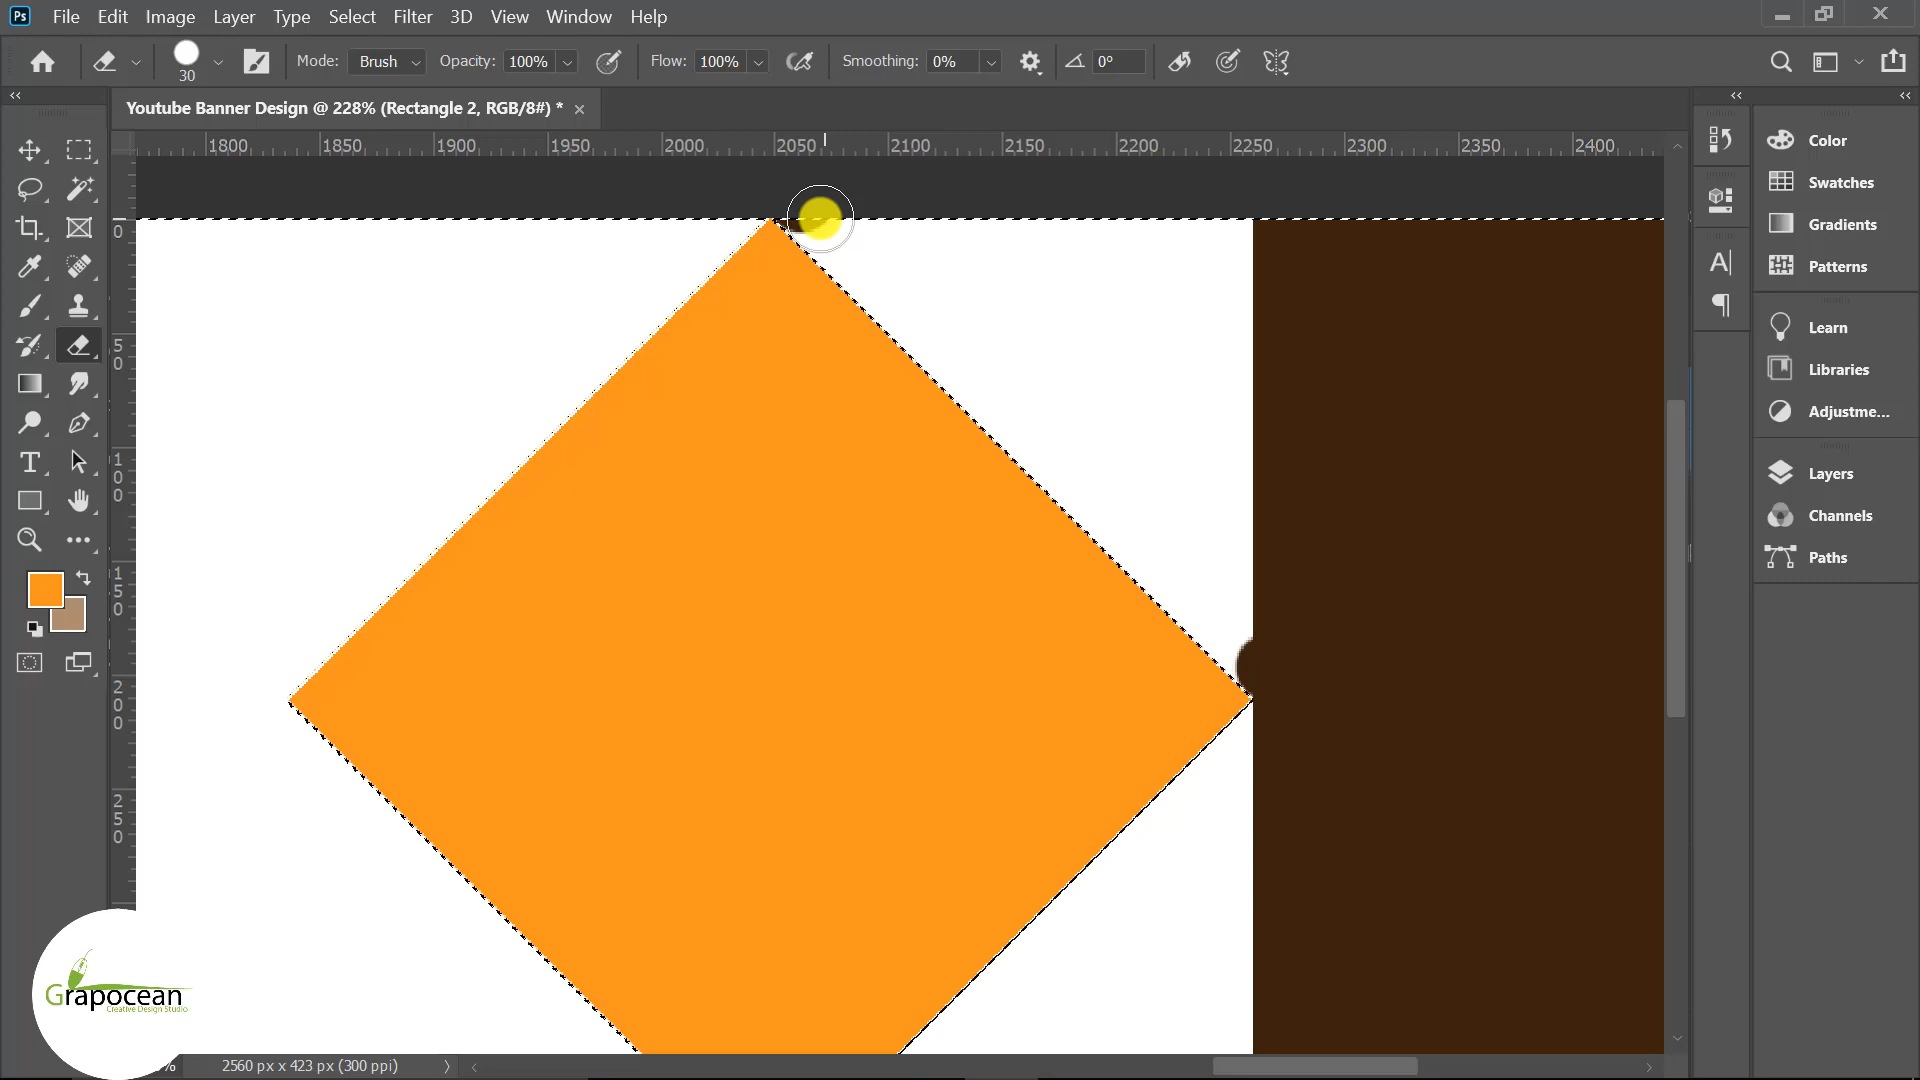 Ps File Edit Image Layer Type Select Filter 3D View Window Help
30 Mode: Brush Opacity: 100% Flow: 100% Smoothing: 0% 0°
Youtube Banner Design @ 228% (Rectangle 2, RGB/8#) *
1800 1850 1900 1950 2000 2050 2100 2150 2200 2250 2300 2350 2400
0
50
100
150
200
250
Color
Swatches
Gradients
Patterns
Learn
Libraries
Adjustme...
Layers
Channels
Paths
Grapocean
Creative Design Studio
% 2560 px x 423 px (300 ppi)